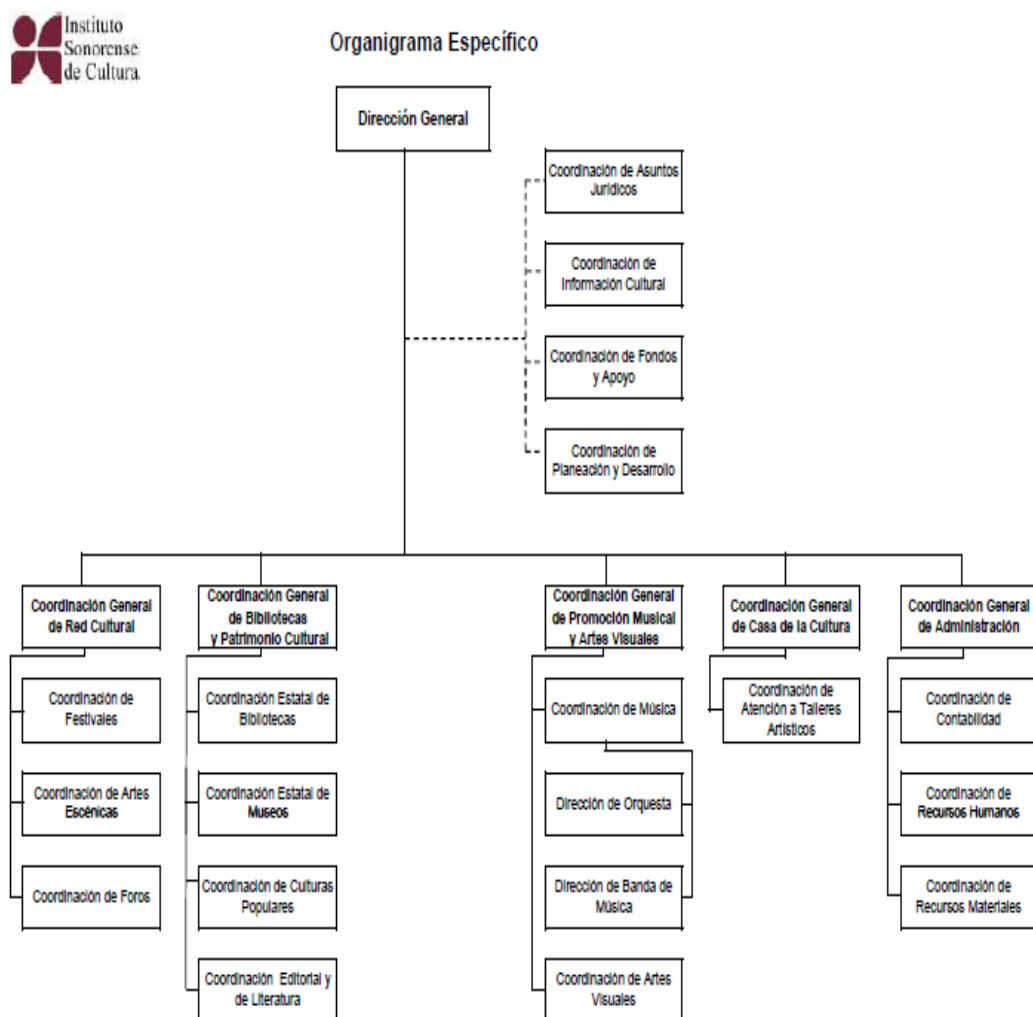 Instituto
Sonorense
de Cultura
Organigrama Específico
Dirección General
Coordinación de Asuntos
Jurídicos
Coordinación de
Información Cultural
Coordinación de Fondos
y Apoyo
Coordinación de
Planeación y Desarrollo
Coordinación General
de Red Cultural
Coordinación General
de Bibliotecas
y Patrimonio Cultural
Coordinación General
de Promoción Musical
y Artes Visuales
Coordinación General
de Casa de la Cultura
Coordinación General
de Administración
Coordinación de
Festivales
Coordinación Estatal de
Bibliotecas
Coordinación de Música
Coordinación de
Atención a Talleres
Artísticos
Coordinación de
Contabilidad
Coordinación de Artes
Escénicas
Coordinación Estatal de
Museos
Dirección de Orquesta
Coordinación de
Recursos Humanos
Coordinación de Foros
Coordinación de Culturas
Populares
Dirección de Banda de
Música
Coordinación de
Recursos Materiales
Coordinación Editorial y
de Literatura
Coordinación de Artes
Visuales